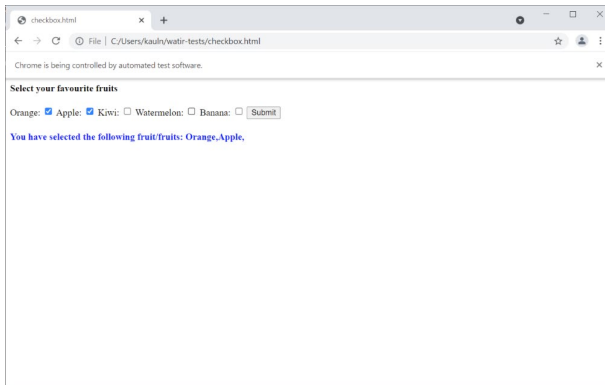 checkbox.html
File | C:/Users/kauln/watir-tests/checkbox.html
Chrome is being controlled by automated test software.
Select your favourite fruits
Orange: Apple: Kiwi: Watermelon: Banana: Submit
You have selected the following fruit/fruits: Orange,Apple,